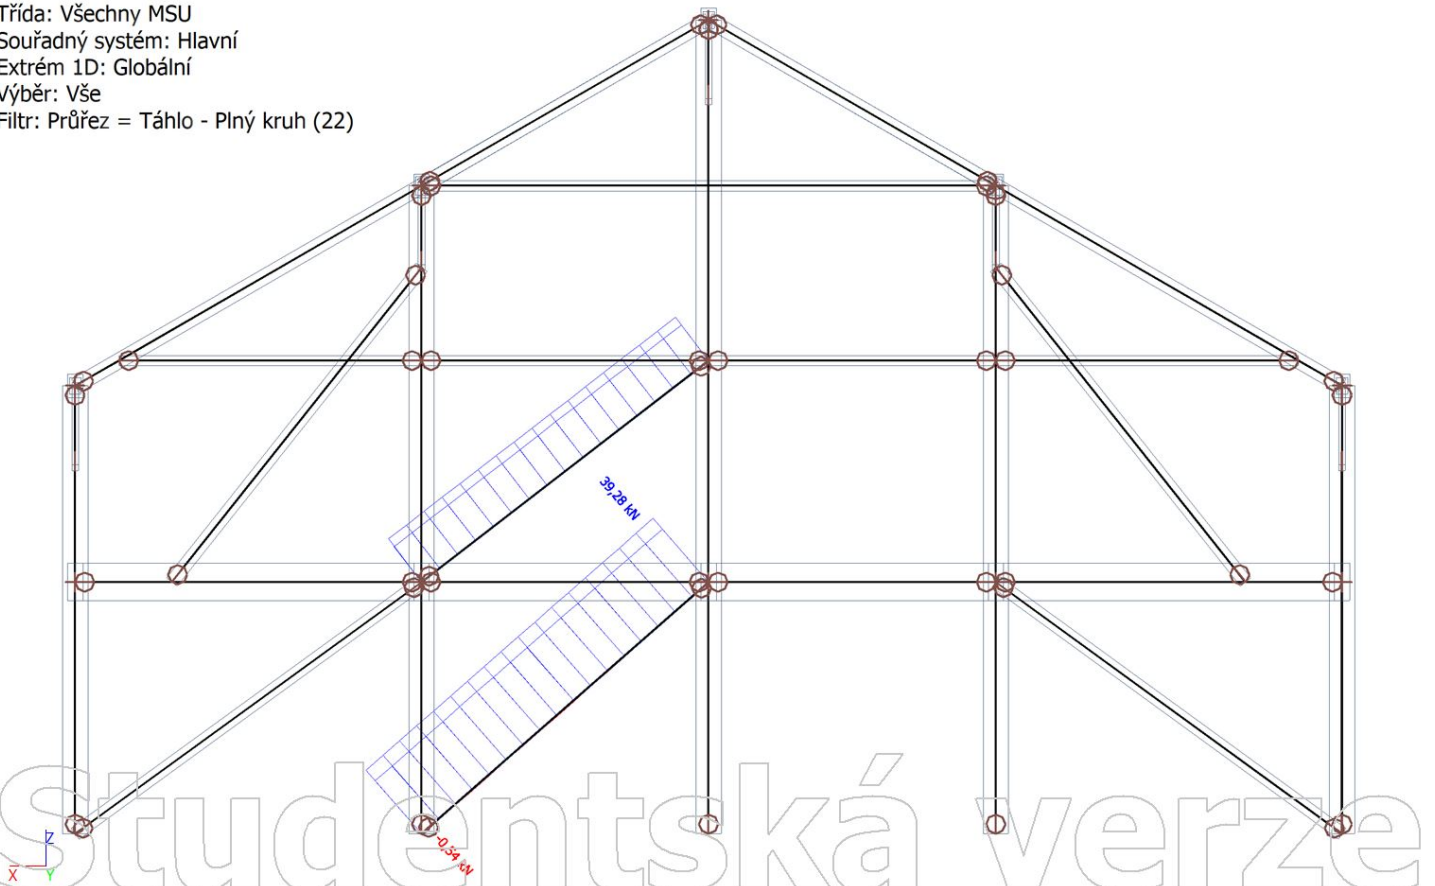 Třída: Všechny MSU
Souřadný systém: Hlavní
Extrém 1D: Globální
Výběr: Vše
Filtr: Průřez = Táhlo - Plný kruh (22)
39,28 kN
-0,54 kN
Studentská verze
Z
X Y